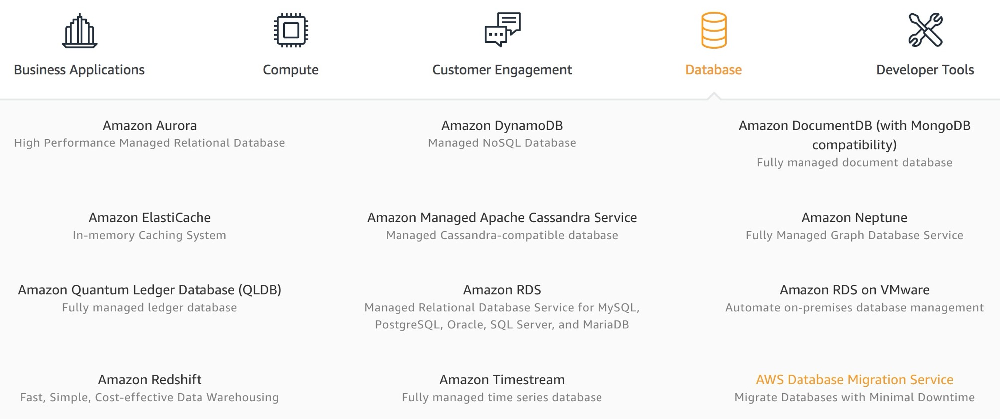 Business Applications
Compute
Customer Engagement
Database
Developer Tools
Amazon Aurora
High Performance Managed Relational Database
Amazon DynamoDB
Managed NoSQL Database
Amazon DocumentDB (with MongoDB
compatibility)
Fully managed document database
Amazon ElastiCache
In-memory Caching System
Amazon Managed Apache Cassandra Service
Managed Cassandra-compatible database
Amazon Neptune
Fully Managed Graph Database Service
Amazon Quantum Ledger Database (QLDB)
Fully managed ledger database
Amazon RDS
Managed Relational Database Service for MySQL,
PostgreSQL, Oracle, SQL Server, and MariaDB
Amazon RDS on VMware
Automate on-premises database management
Amazon Redshift
Fast, Simple, Cost-effective Data Warehousing
Amazon Timestream
Fully managed time series database
AWS Database Migration Service
Migrate Databases with Minimal Downtime